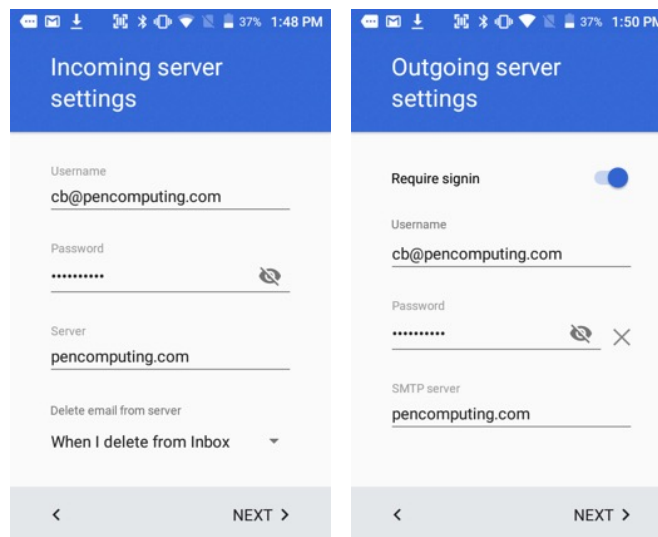 37% 1:48 PM
Incoming server
settings
Username
cb@pencomputing.com
Password
••••••••••
Server
pencomputing.com
Delete email from server
When I delete from Inbox
NEXT
37% 1:50 PM
Outgoing server
settings
Require signin
Username
cb@pencomputing.com
Password
••••••••••
SMTP server
pencomputing.com
NEXT